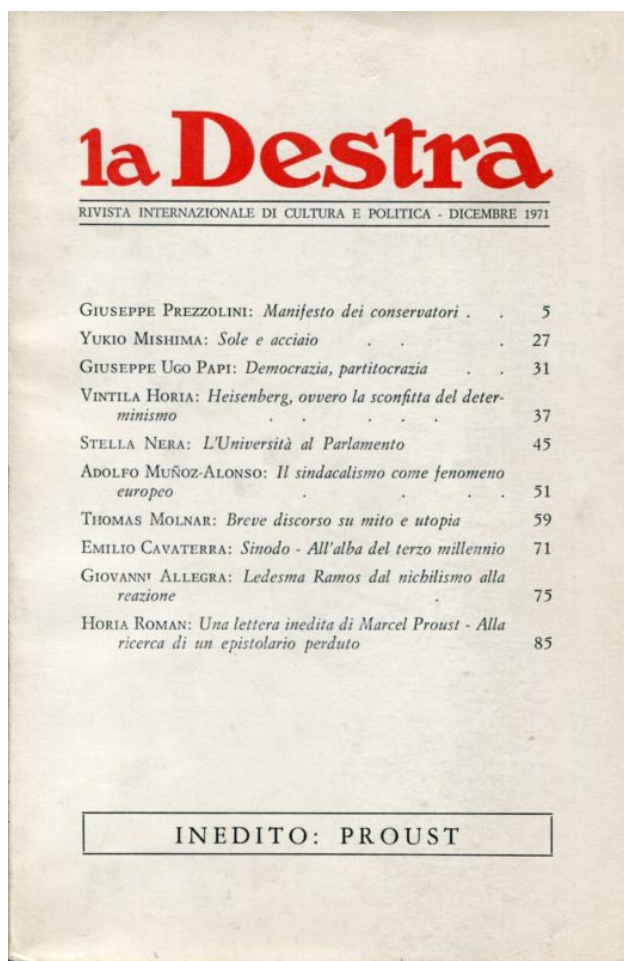 la Destra
RIVISTA INTERNAZIONALE DI CULTURA E POLITICA - DICEMBRE 1971
GIUSEPPE PREZZOLINI: Manifesto dei conservatori . . 5
YUKIO MISHIMA: Sole e acciaio . . . 27
GIUSEPPE UGO PAPI: Democrazia, partitocrazia . . 31
VINTILA HORIA: Heisenberg, ovvero la sconfitta del deter-
minismo . . . . . 37
STELLA NERA: L'Università al Parlamento 45
ADOLFO MUÑOZ-ALONSO: Il sindacalismo come fenomeno
europeo . . . . 51
THOMAS MOLNAR: Breve discorso su mito e utopia 59
EMILIO CAVATERRA: Sinodo - All'alba del terzo millennio 71
GIOVANNI ALLEGRA: Ledesma Ramos dal nichilismo alla
reazione . 75
HORIA ROMAN: Una lettera inedita di Marcel Proust - Alla
ricerca di un epistolario perduto 85
INEDITO: PROUST